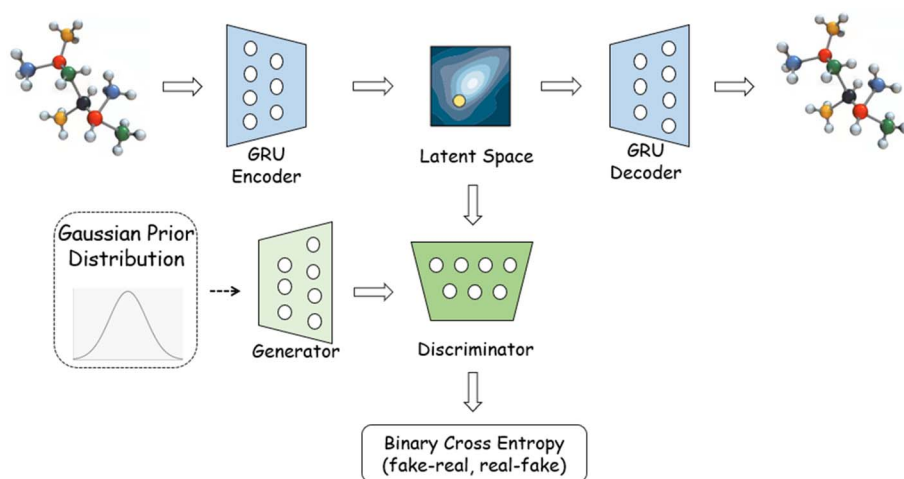 GRU
Encoder
Latent Space
GRU
Decoder
Gaussian Prior
Distribution
Generator
Discriminator
Binary Cross Entropy
(fake-real, real-fake)